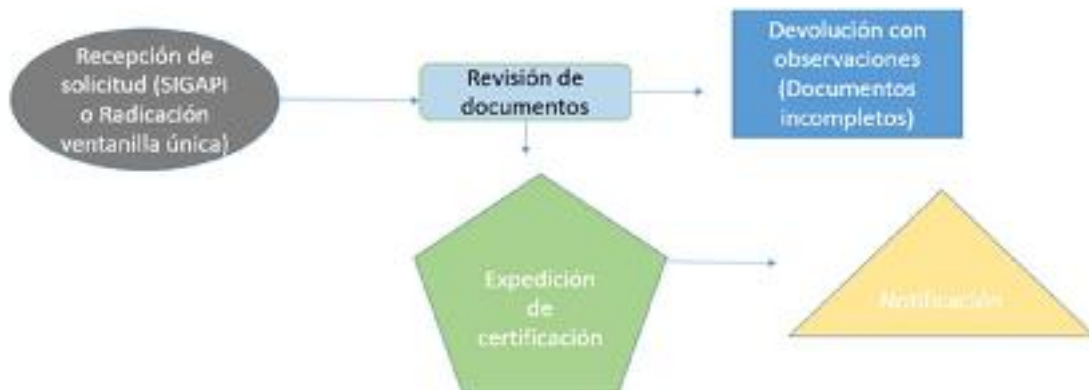 Recepción de
solicitud (SIGAPI
o Radicación
ventanilla única)
Revisión de
documentos
Devolución con
observaciones
(Documentos
incompletos)
Expedición
de
certificación
Notificación